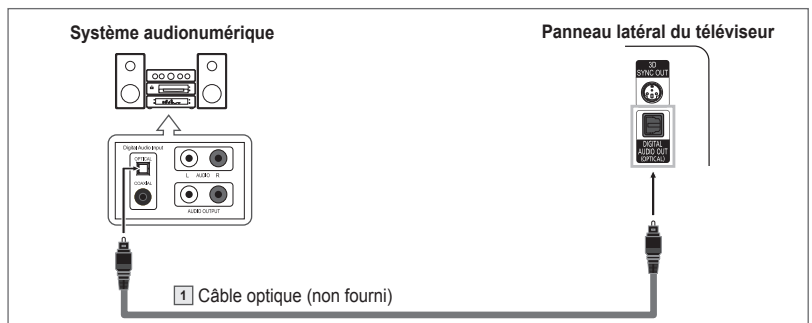 Système audionumérique
Panneau latéral du téléviseur
3D
SYNC OUT
DIGITAL
AUDIO OUT
(OPTICAL)
Digital Audio Input
OPTICAL
COAXIAL
L AUDIO R
AUDIO OUTPUT
1 Câble optique (non fourni)